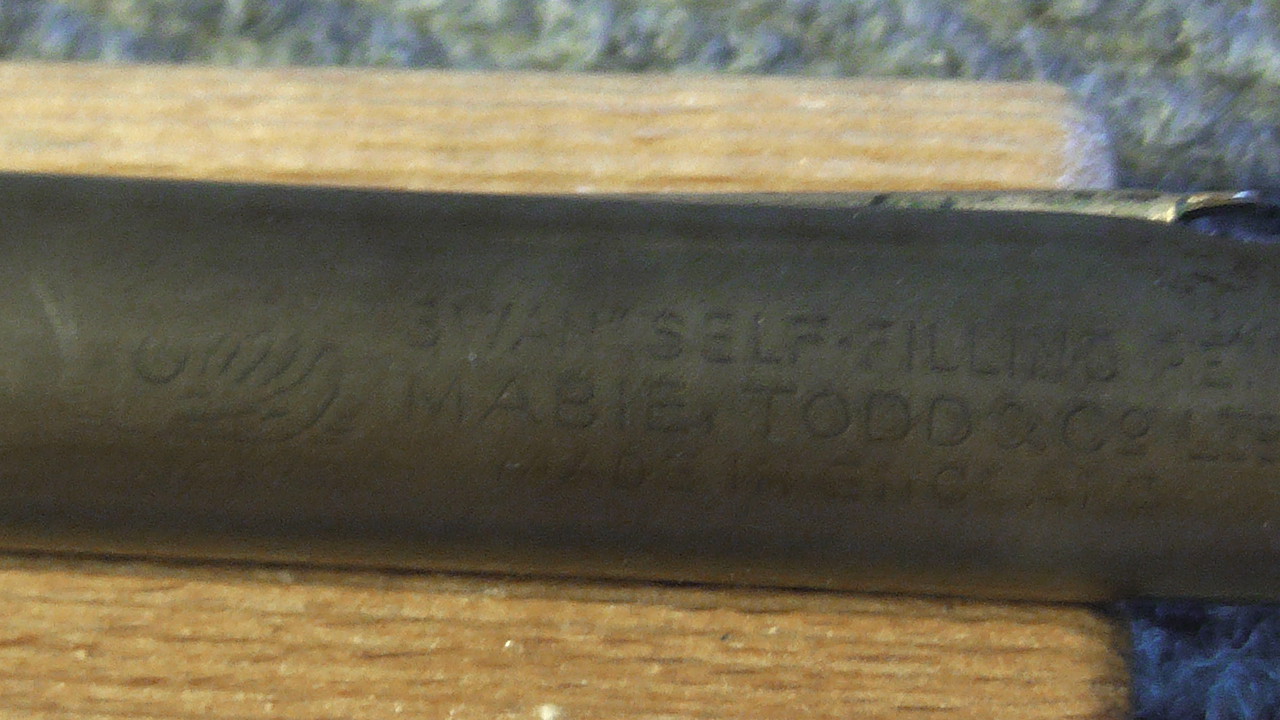 "SWAN" SELF-FILLING PEN
MABIE, TODD & Cº LTD
MADE IN ENGLAND